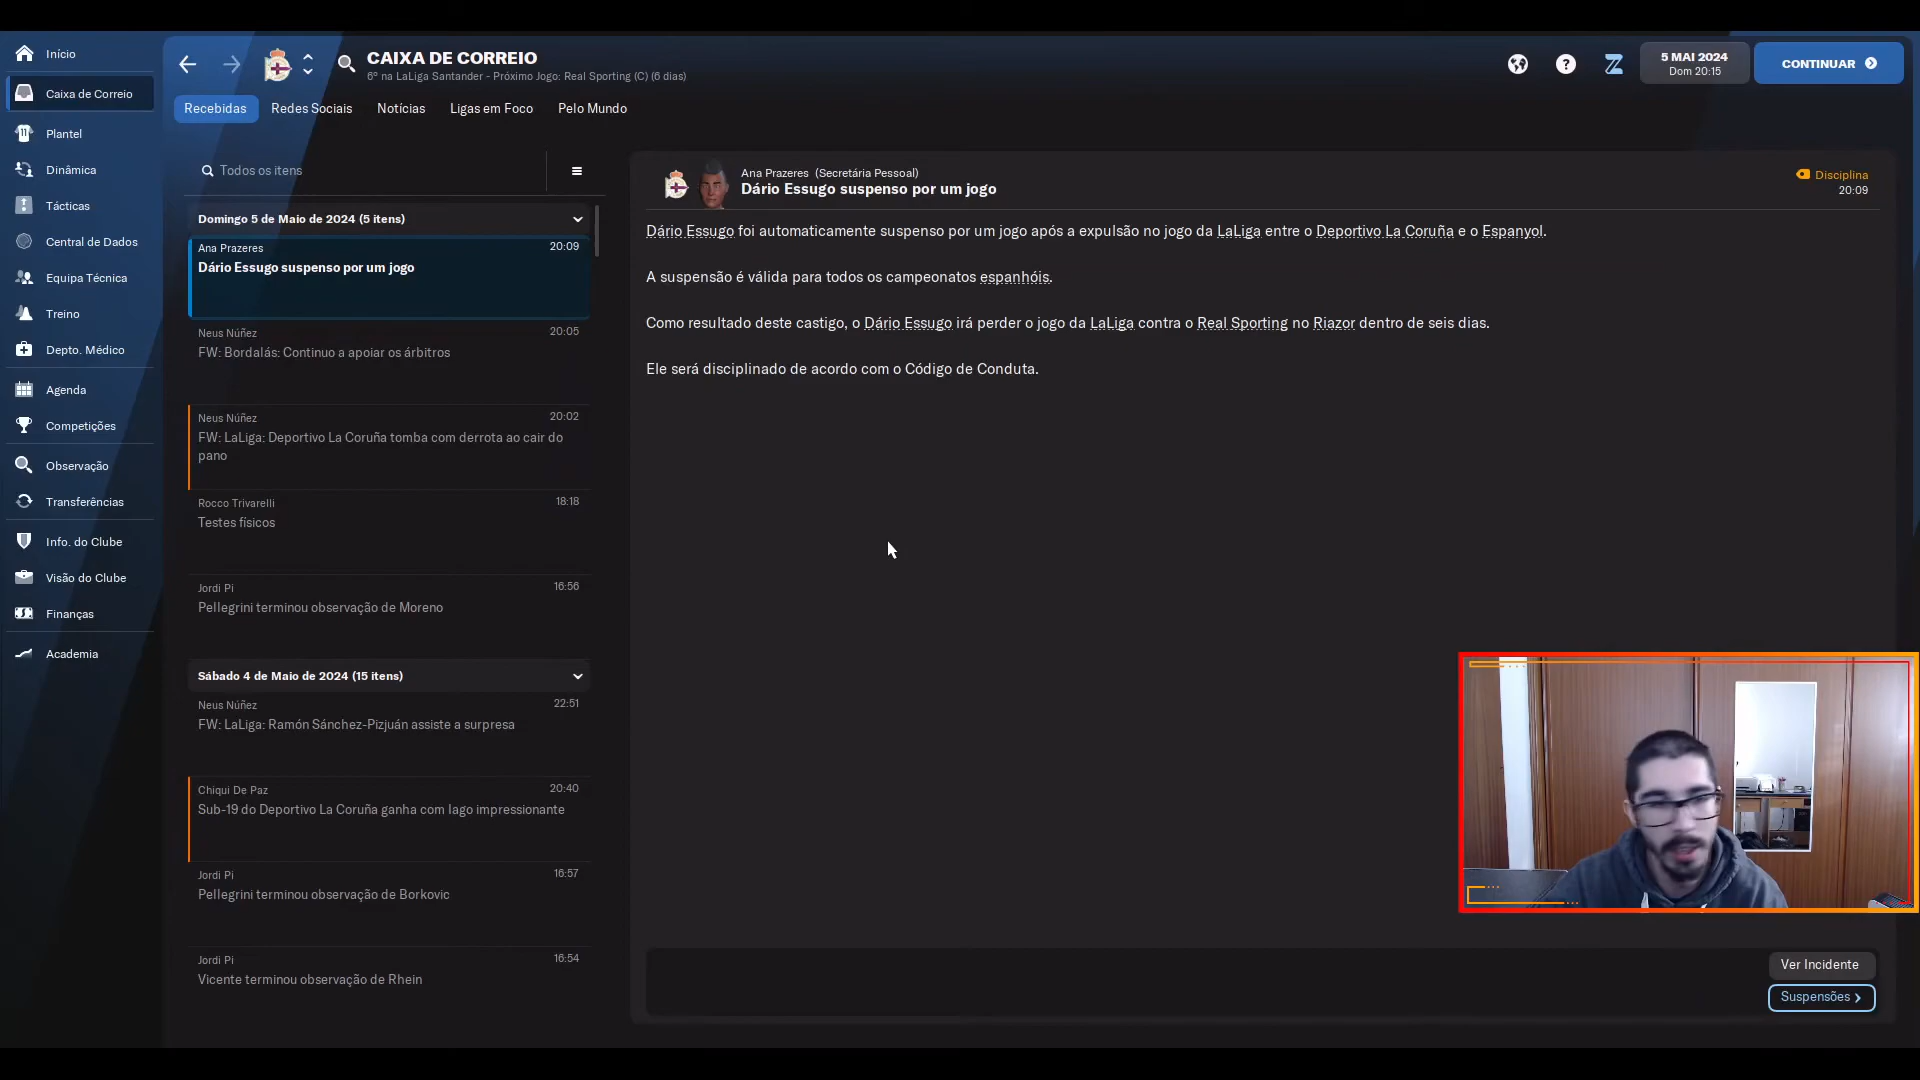 Início
Caixa de Correio
Plantel
Dinâmica
Tácticas
Central de Dados
Equipa Técnica
Treino
Depto. Médico
Agenda
Competições
Observação
Transferências
Info. do Clube
Visão do Clube
Finanças
Academia
CAIXA DE CORREIO
6º na LaLiga Santander - Próximo Jogo: Real Sporting (C) (6 dias)
5 MAI 2024
Dom 20:15
CONTINUAR
Recebidas
Redes Sociais
Notícias
Ligas em Foco
Pelo Mundo
Todos os itens
Domingo 5 de Maio de 2024 (5 itens)
Ana Prazeres 20:09
Dário Essugo suspenso por um jogo
Neus Núñez 20:05
FW: Bordalás: Continuo a apoiar os árbitros
Neus Núñez 20:02
FW: LaLiga: Deportivo La Coruña tomba com derrota ao cair do
pano
Rocco Trivarelli 18:18
Testes físicos
Jordi Pi 16:56
Pellegrini terminou observação de Moreno
Sábado 4 de Maio de 2024 (15 itens)
Neus Núñez 22:51
FW: LaLiga: Ramón Sánchez-Pizjuán assiste a surpresa
Chiqui De Paz 20:40
Sub-19 do Deportivo La Coruña ganha com Iago impressionante
Jordi Pi 16:57
Pellegrini terminou observação de Borkovic
Jordi Pi 16:54
Vicente terminou observação de Rhein
Ana Prazeres (Secretária Pessoal)
Dário Essugo suspenso por um jogo
Disciplina
20:09
Dário Essugo foi automaticamente suspenso por um jogo após a expulsão no jogo da LaLiga entre o Deportivo La Coruña e o Espanyol.
A suspensão é válida para todos os campeonatos espanhóis.
Como resultado deste castigo, o Dário Essugo irá perder o jogo da LaLiga contra o Real Sporting no Riazor dentro de seis dias.
Ele será disciplinado de acordo com o Código de Conduta.
Ver Incidente
Suspensões